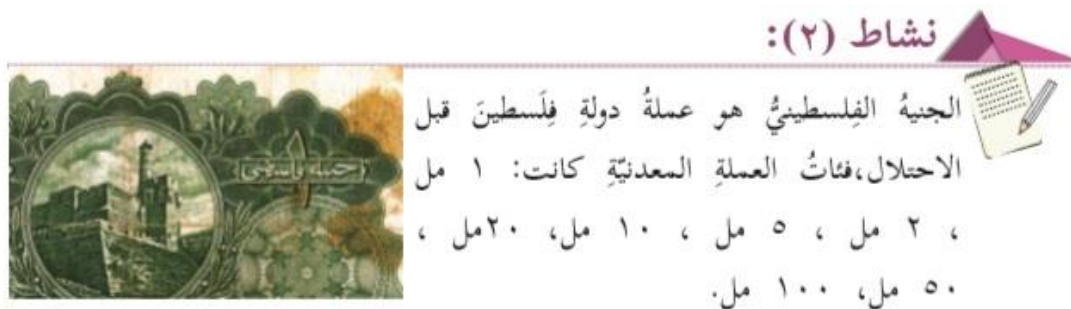 نشاط (٢):
الجنيهُ الفِلسطينيُّ هو عملةُ دولةِ فِلَسطينَ قبل
الاحتلال،فئاتُ العملةِ المعدنيّةِ كانت: ١ مل
، ٢ مل ، ٥ مل ، ١٠ مل، ٢٠مل ،
٥٠ مل، ١٠٠ مل.